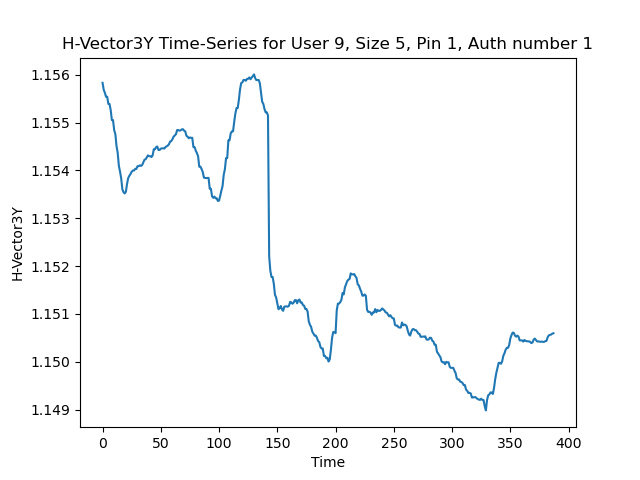 H-Vector3Y Time-Series for User 9, Size 5, Pin 1, Auth number 1
1.156
1.155
1.154
1.153
1.152
1.151
1.150
1.149
H-Vector3Y
0 50 100 150 200 250 300 350 400
Time